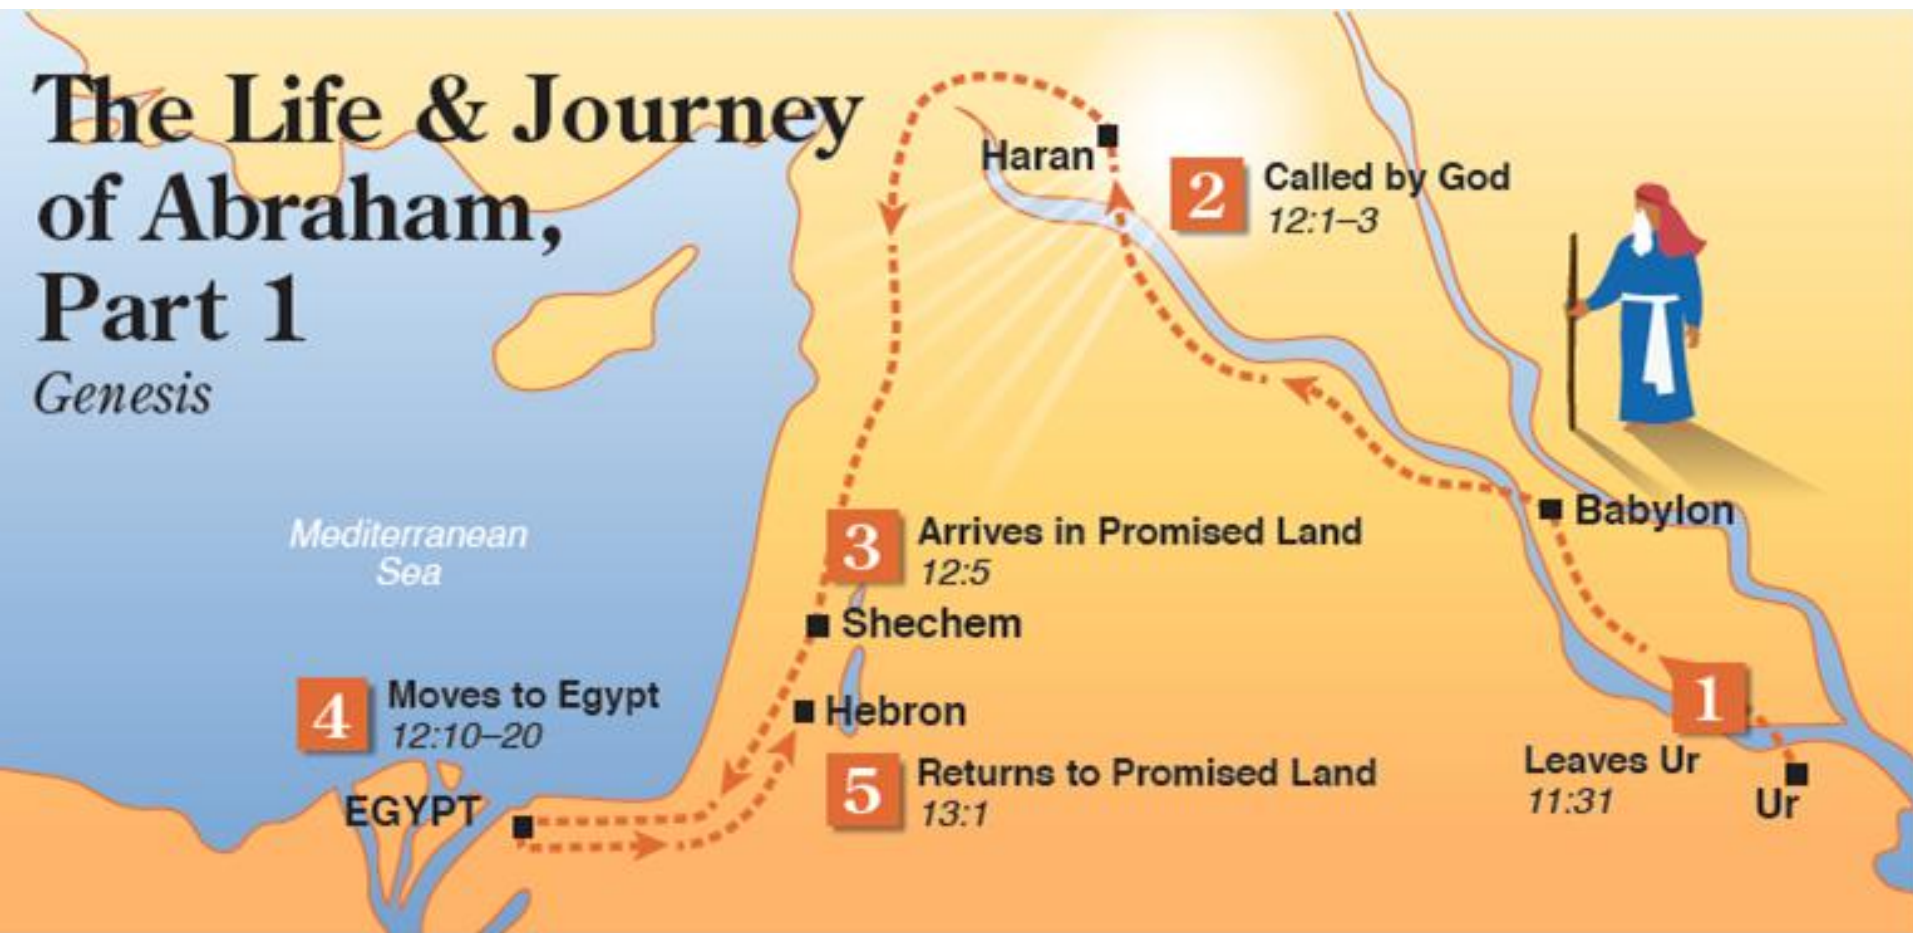 The Life & Journey
of Abraham,
Part 1
Genesis
Haran
2
Called by God
12:1–3
Babylon
Mediterranean
Sea
3
Arrives in Promised Land
12:5
Shechem
4
Moves to Egypt
12:10–20
Hebron
EGYPT
5
Returns to Promised Land
13:1
1
Leaves Ur
11:31
Ur